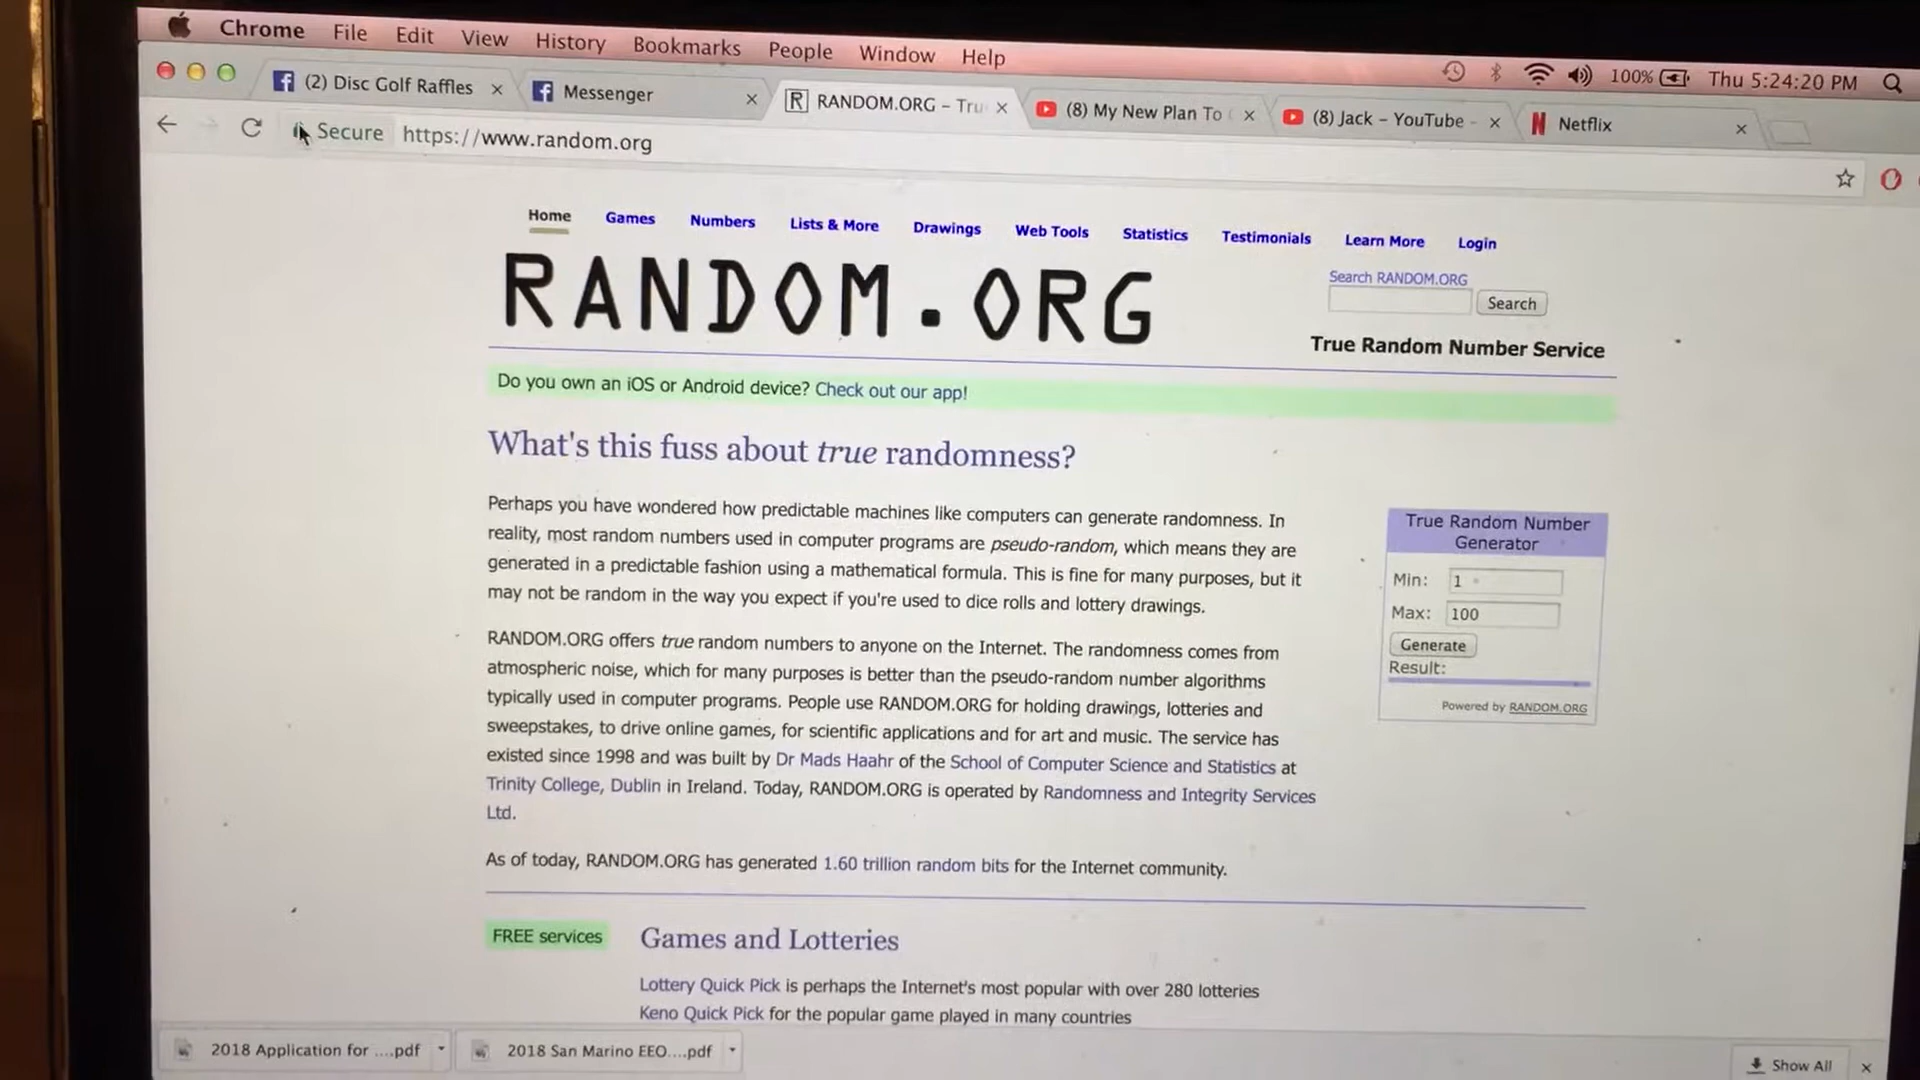 Chrome File Edit View History Bookmarks People Window Help
100% Thu 5:24:20 PM
(2) Disc Golf Raffles
Messenger
RANDOM.ORG - Tru
(8) My New Plan To
(8) Jack - YouTube -
Netflix
Secure https://www.random.org
Home Games Numbers Lists & More Drawings Web Tools Statistics Testimonials Learn More Login
RANDOM.ORG
Search RANDOM.ORG
Search
True Random Number Service
Do you own an iOS or Android device? Check out our app!
What's this fuss about true randomness?
Perhaps you have wondered how predictable machines like computers can generate randomness. In
reality, most random numbers used in computer programs are pseudo-random, which means they are
generated in a predictable fashion using a mathematical formula. This is fine for many purposes, but it
may not be random in the way you expect if you're used to dice rolls and lottery drawings.
RANDOM.ORG offers true random numbers to anyone on the Internet. The randomness comes from
atmospheric noise, which for many purposes is better than the pseudo-random number algorithms
typically used in computer programs. People use RANDOM.ORG for holding drawings, lotteries and
sweepstakes, to drive online games, for scientific applications and for art and music. The service has
existed since 1998 and was built by Dr Mads Haahr of the School of Computer Science and Statistics at
Trinity College, Dublin in Ireland. Today, RANDOM.ORG is operated by Randomness and Integrity Services
Ltd.
As of today, RANDOM.ORG has generated 1.60 trillion random bits for the Internet community.
True Random Number
Generator
Min: 1
Max: 100
Generate
Result:
Powered by RANDOM.ORG
FREE services
Games and Lotteries
Lottery Quick Pick is perhaps the Internet's most popular with over 280 lotteries
Keno Quick Pick for the popular game played in many countries
2018 Application for ....pdf
2018 San Marino EEO....pdf
Show All